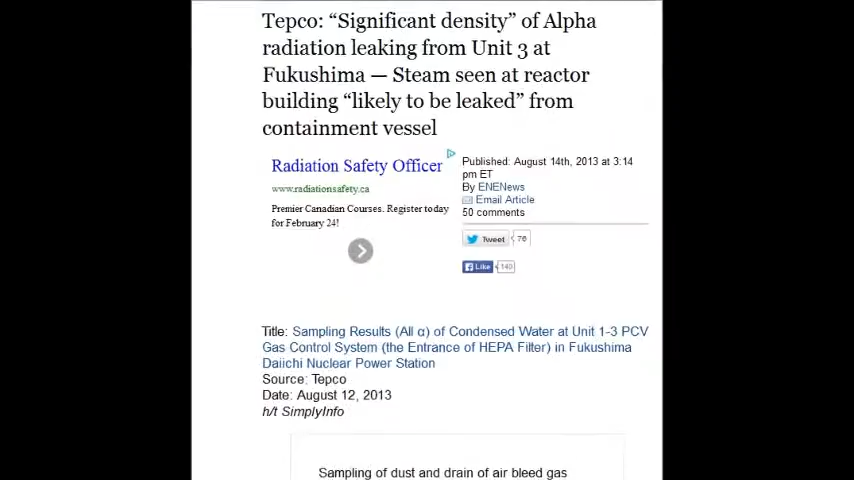 Tepco: “Significant density” of Alpha
radiation leaking from Unit 3 at
Fukushima — Steam seen at reactor
building “likely to be leaked” from
containment vessel
Radiation Safety Officer
www.radiationsafety.ca
Premier Canadian Courses. Register today
for February 24!
Published: August 14th, 2013 at 3:14
pm ET
By ENENews
Email Article
50 comments
Tweet 76
Like 140
Title: Sampling Results (All α) of Condensed Water at Unit 1-3 PCV
Gas Control System (the Entrance of HEPA Filter) in Fukushima
Daiichi Nuclear Power Station
Source: Tepco
Date: August 12, 2013
h/t SimplyInfo
Sampling of dust and drain of air bleed gas